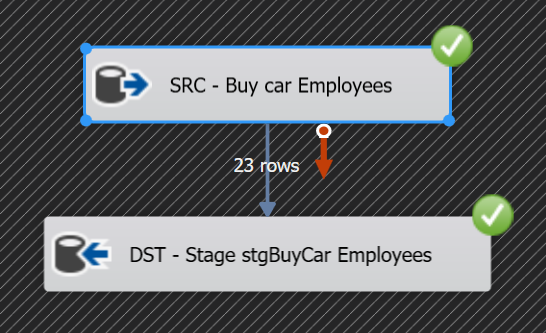 SRC - Buy car Employees
23 rows
DST - Stage stgBuyCar Employees